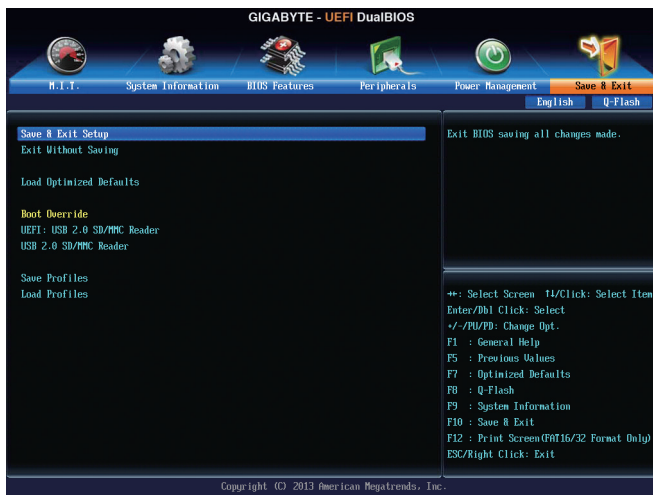 GIGABYTE - UEFI DualBIOS
M.I.T. System Information BIOS Features Peripherals Power Management Save & Exit
English Q-Flash
Save & Exit Setup
Exit Without Saving
Load Optimized Defaults
Boot Override
UEFI: USB 2.0 SD/MMC Reader
USB 2.0 SD/MMC Reader
Save Profiles
Load Profiles
Exit BIOS saving all changes made.
→←: Select Screen ↑↓/Click: Select Item
Enter/Dbl Click: Select
+/-/PU/PD: Change Opt.
F1 : General Help
F5 : Previous Values
F7 : Optimized Defaults
F8 : Q-Flash
F9 : System Information
F10 : Save & Exit
F12 : Print Screen(FAT16/32 Format Only)
ESC/Right Click: Exit
Copyright (C) 2013 American Megatrends, Inc.